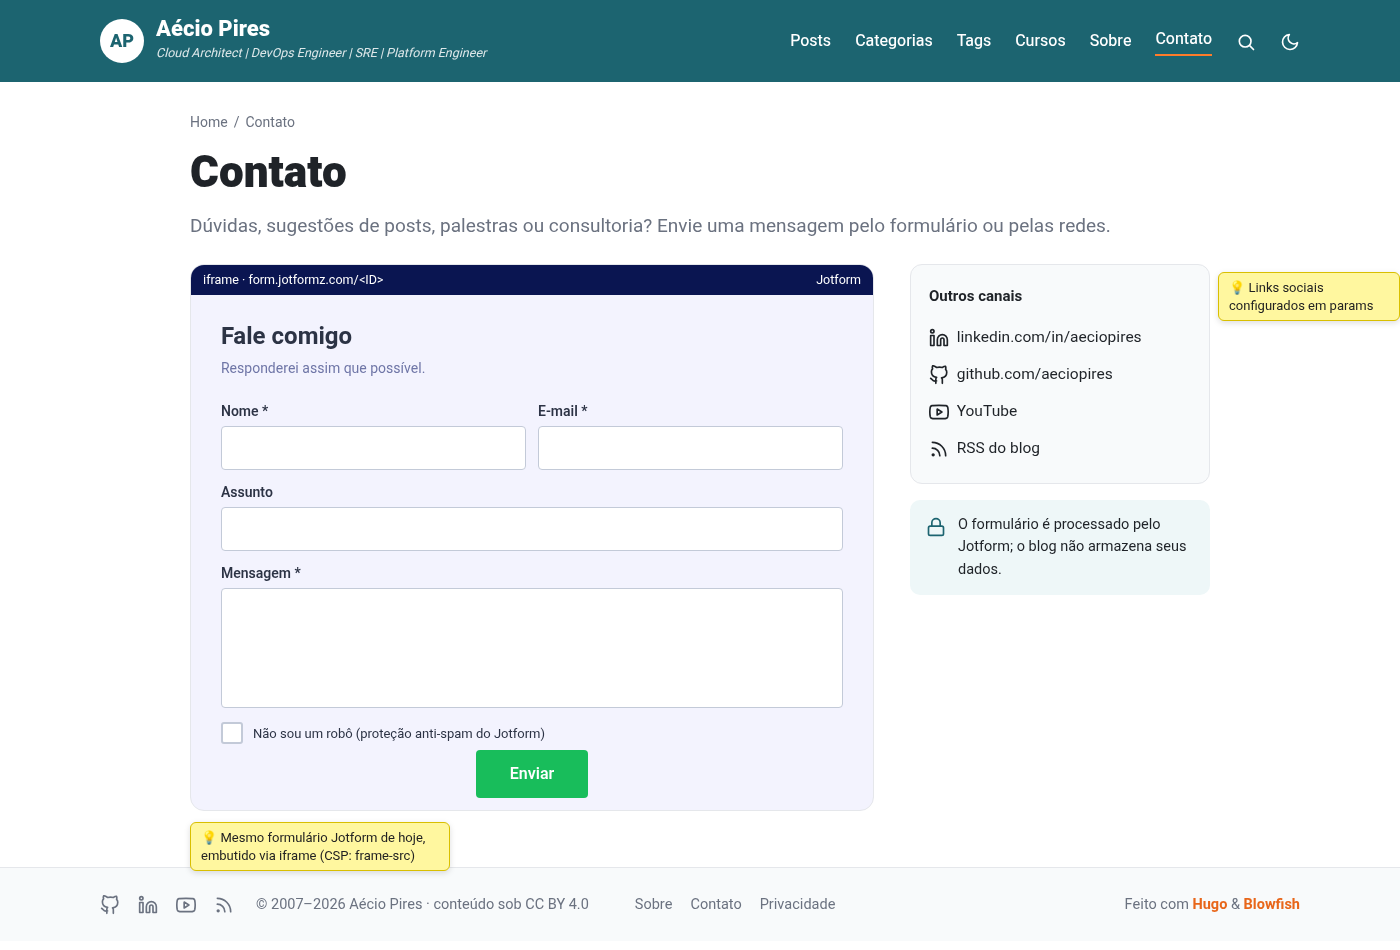 AP
Aécio Pires
Cloud Architect | DevOps Engineer | SRE | Platform Engineer
Posts
Categorias
Tags
Cursos
Sobre
Contato
Home / Contato
Contato
Dúvidas, sugestões de posts, palestras ou consultoria? Envie uma mensagem pelo formulário ou pelas redes.
iframe · form.jotformz.com/<ID>
Jotform
Fale comigo
Responderei assim que possível.
Nome *
E-mail *
Assunto
Mensagem *
Não sou um robô (proteção anti-spam do Jotform)
Enviar
💡 Mesmo formulário Jotform de hoje,
embutido via iframe (CSP: frame-src)
Outros canais
linkedin.com/in/aeciopires
github.com/aeciopires
YouTube
RSS do blog
💡 Links sociais
configurados em params
O formulário é processado pelo
Jotform; o blog não armazena seus
dados.
© 2007–2026 Aécio Pires · conteúdo sob CC BY 4.0
Sobre
Contato
Privacidade
Feito com Hugo & Blowfish